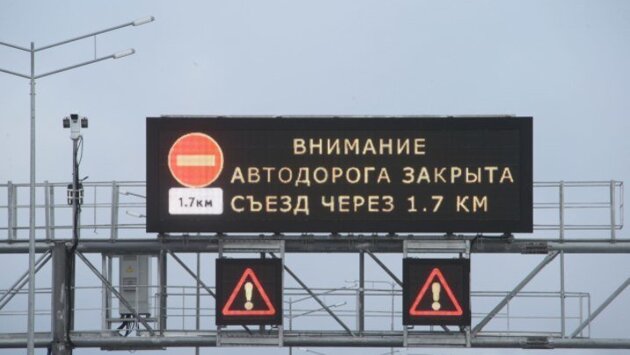 ВНИМАНИЕ
АВТОДОРОГА ЗАКРЫТА
1.7км СЪЕЗД ЧЕРЕЗ 1.7 КМ
! !